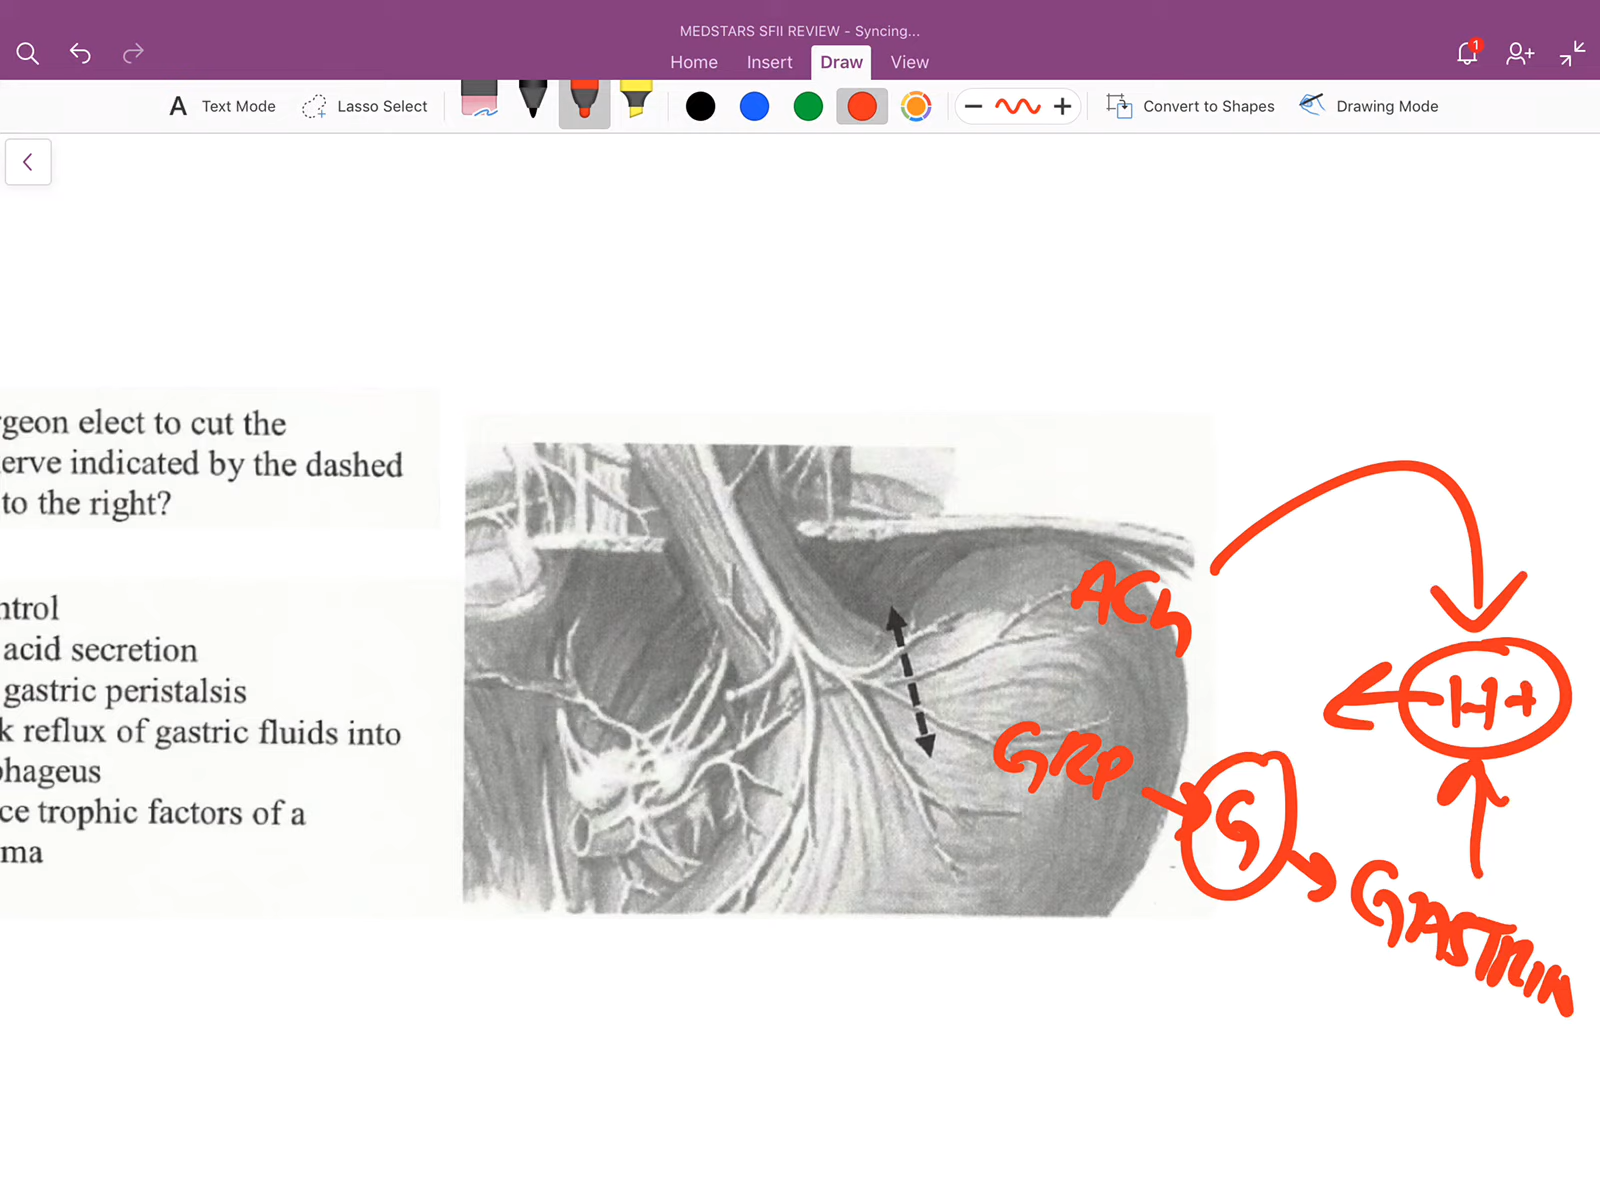 MEDSTARS SFII REVIEW - Syncing...
Home Insert Draw View
1
A Text Mode Lasso Select Convert to Shapes Drawing Mode
rgeon elect to cut the
erve indicated by the dashed
to the right?
ntrol
acid secretion
gastric peristalsis
k reflux of gastric fluids into
hageus
ce trophic factors of a
ma
ACh
H+
GRP
G
GASTRIN